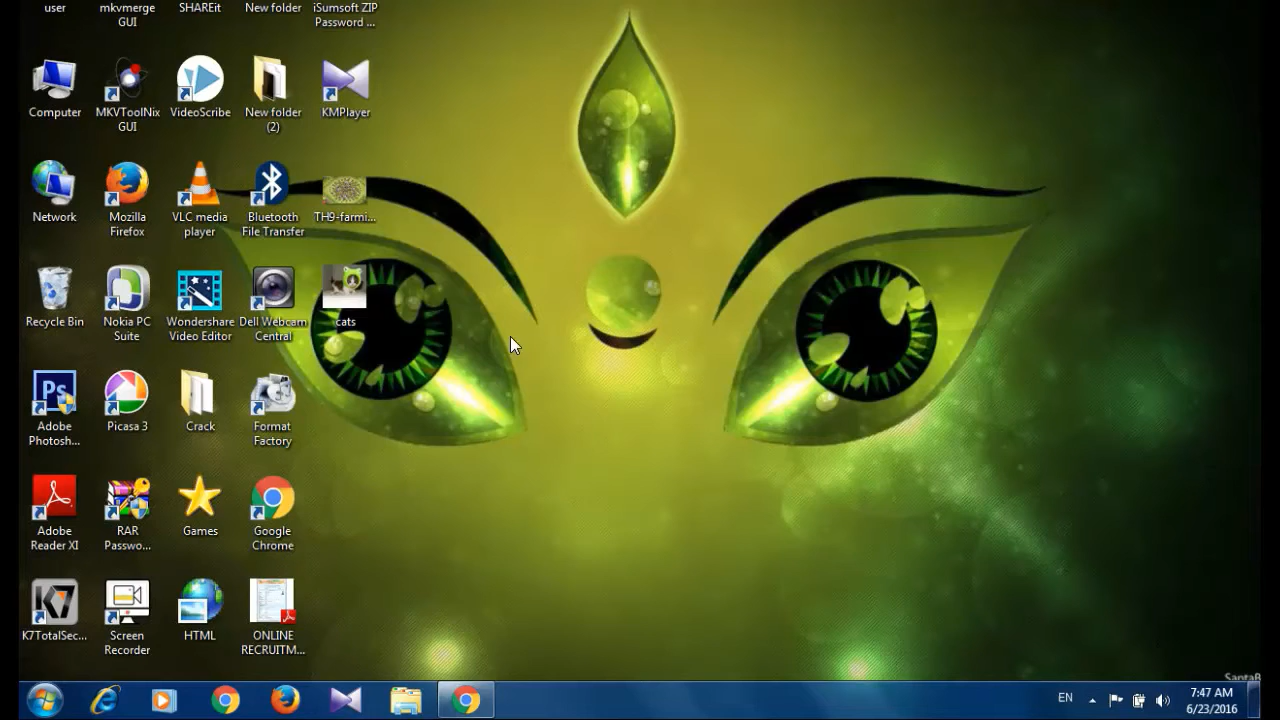 user
mkvmerge
GUI
SHAREit
New folder
iSumsoft ZIP
Password ...
Computer
MKVToolNix
GUI
VideoScribe
New folder
(2)
KMPlayer
Network
Mozilla
Firefox
VLC media
player
Bluetooth
File Transfer
TH9-farmi...
Recycle Bin
Nokia PC
Suite
Wondershare
Video Editor
Dell Webcam
Central
cats
Ps
Adobe
Photosh...
Picasa 3
Crack
Format
Factory
Adobe
Reader XI
RAR
Passwo...
Games
Google
Chrome
K7
K7TotalSec...
Screen
Recorder
HTML
ONLINE
RECRUITM...
EN
7:47 AM
6/23/2016